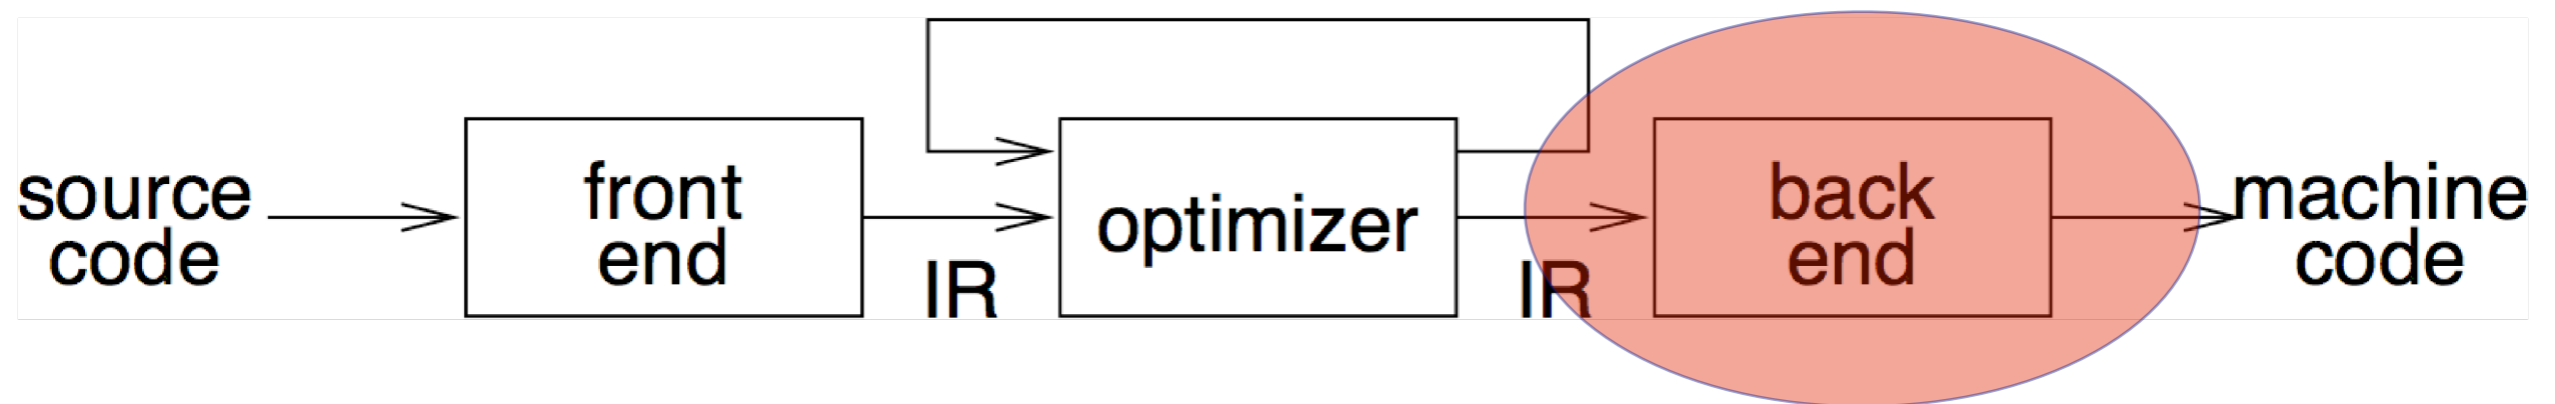 source
code
front
end
IR
optimizer
IR
back
end
machine
code